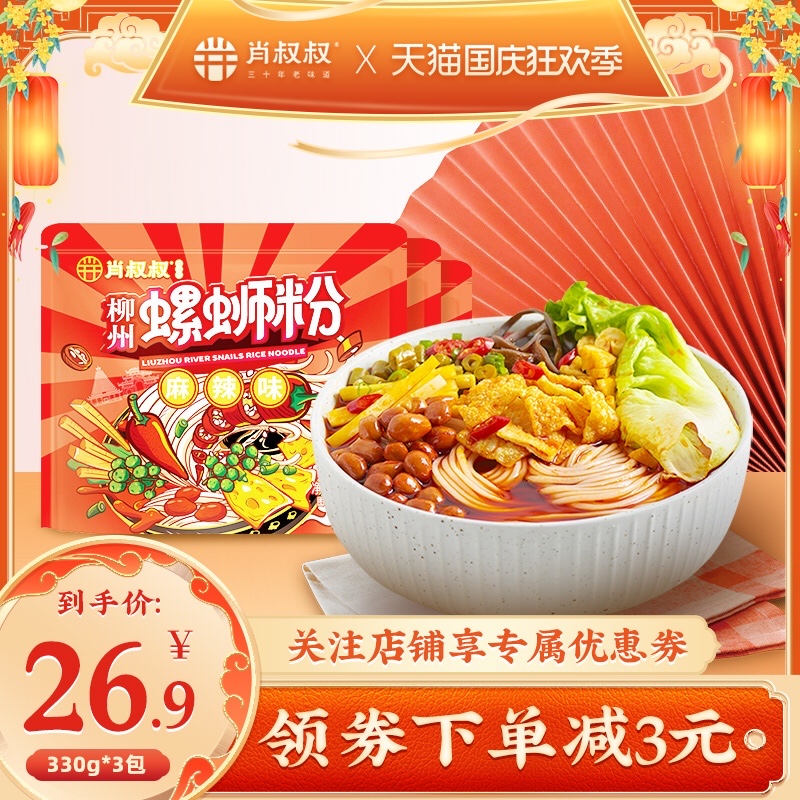 肖叔叔® X 天猫国庆狂欢季
三十年老味道
肖叔叔®
柳州 螺蛳粉
LIUZHOU RIVER SNAILS RICE NOODLE
麻辣味
到手价:
¥
26.9
330g*3包
关注店铺享专属优惠券
领券下单减3元